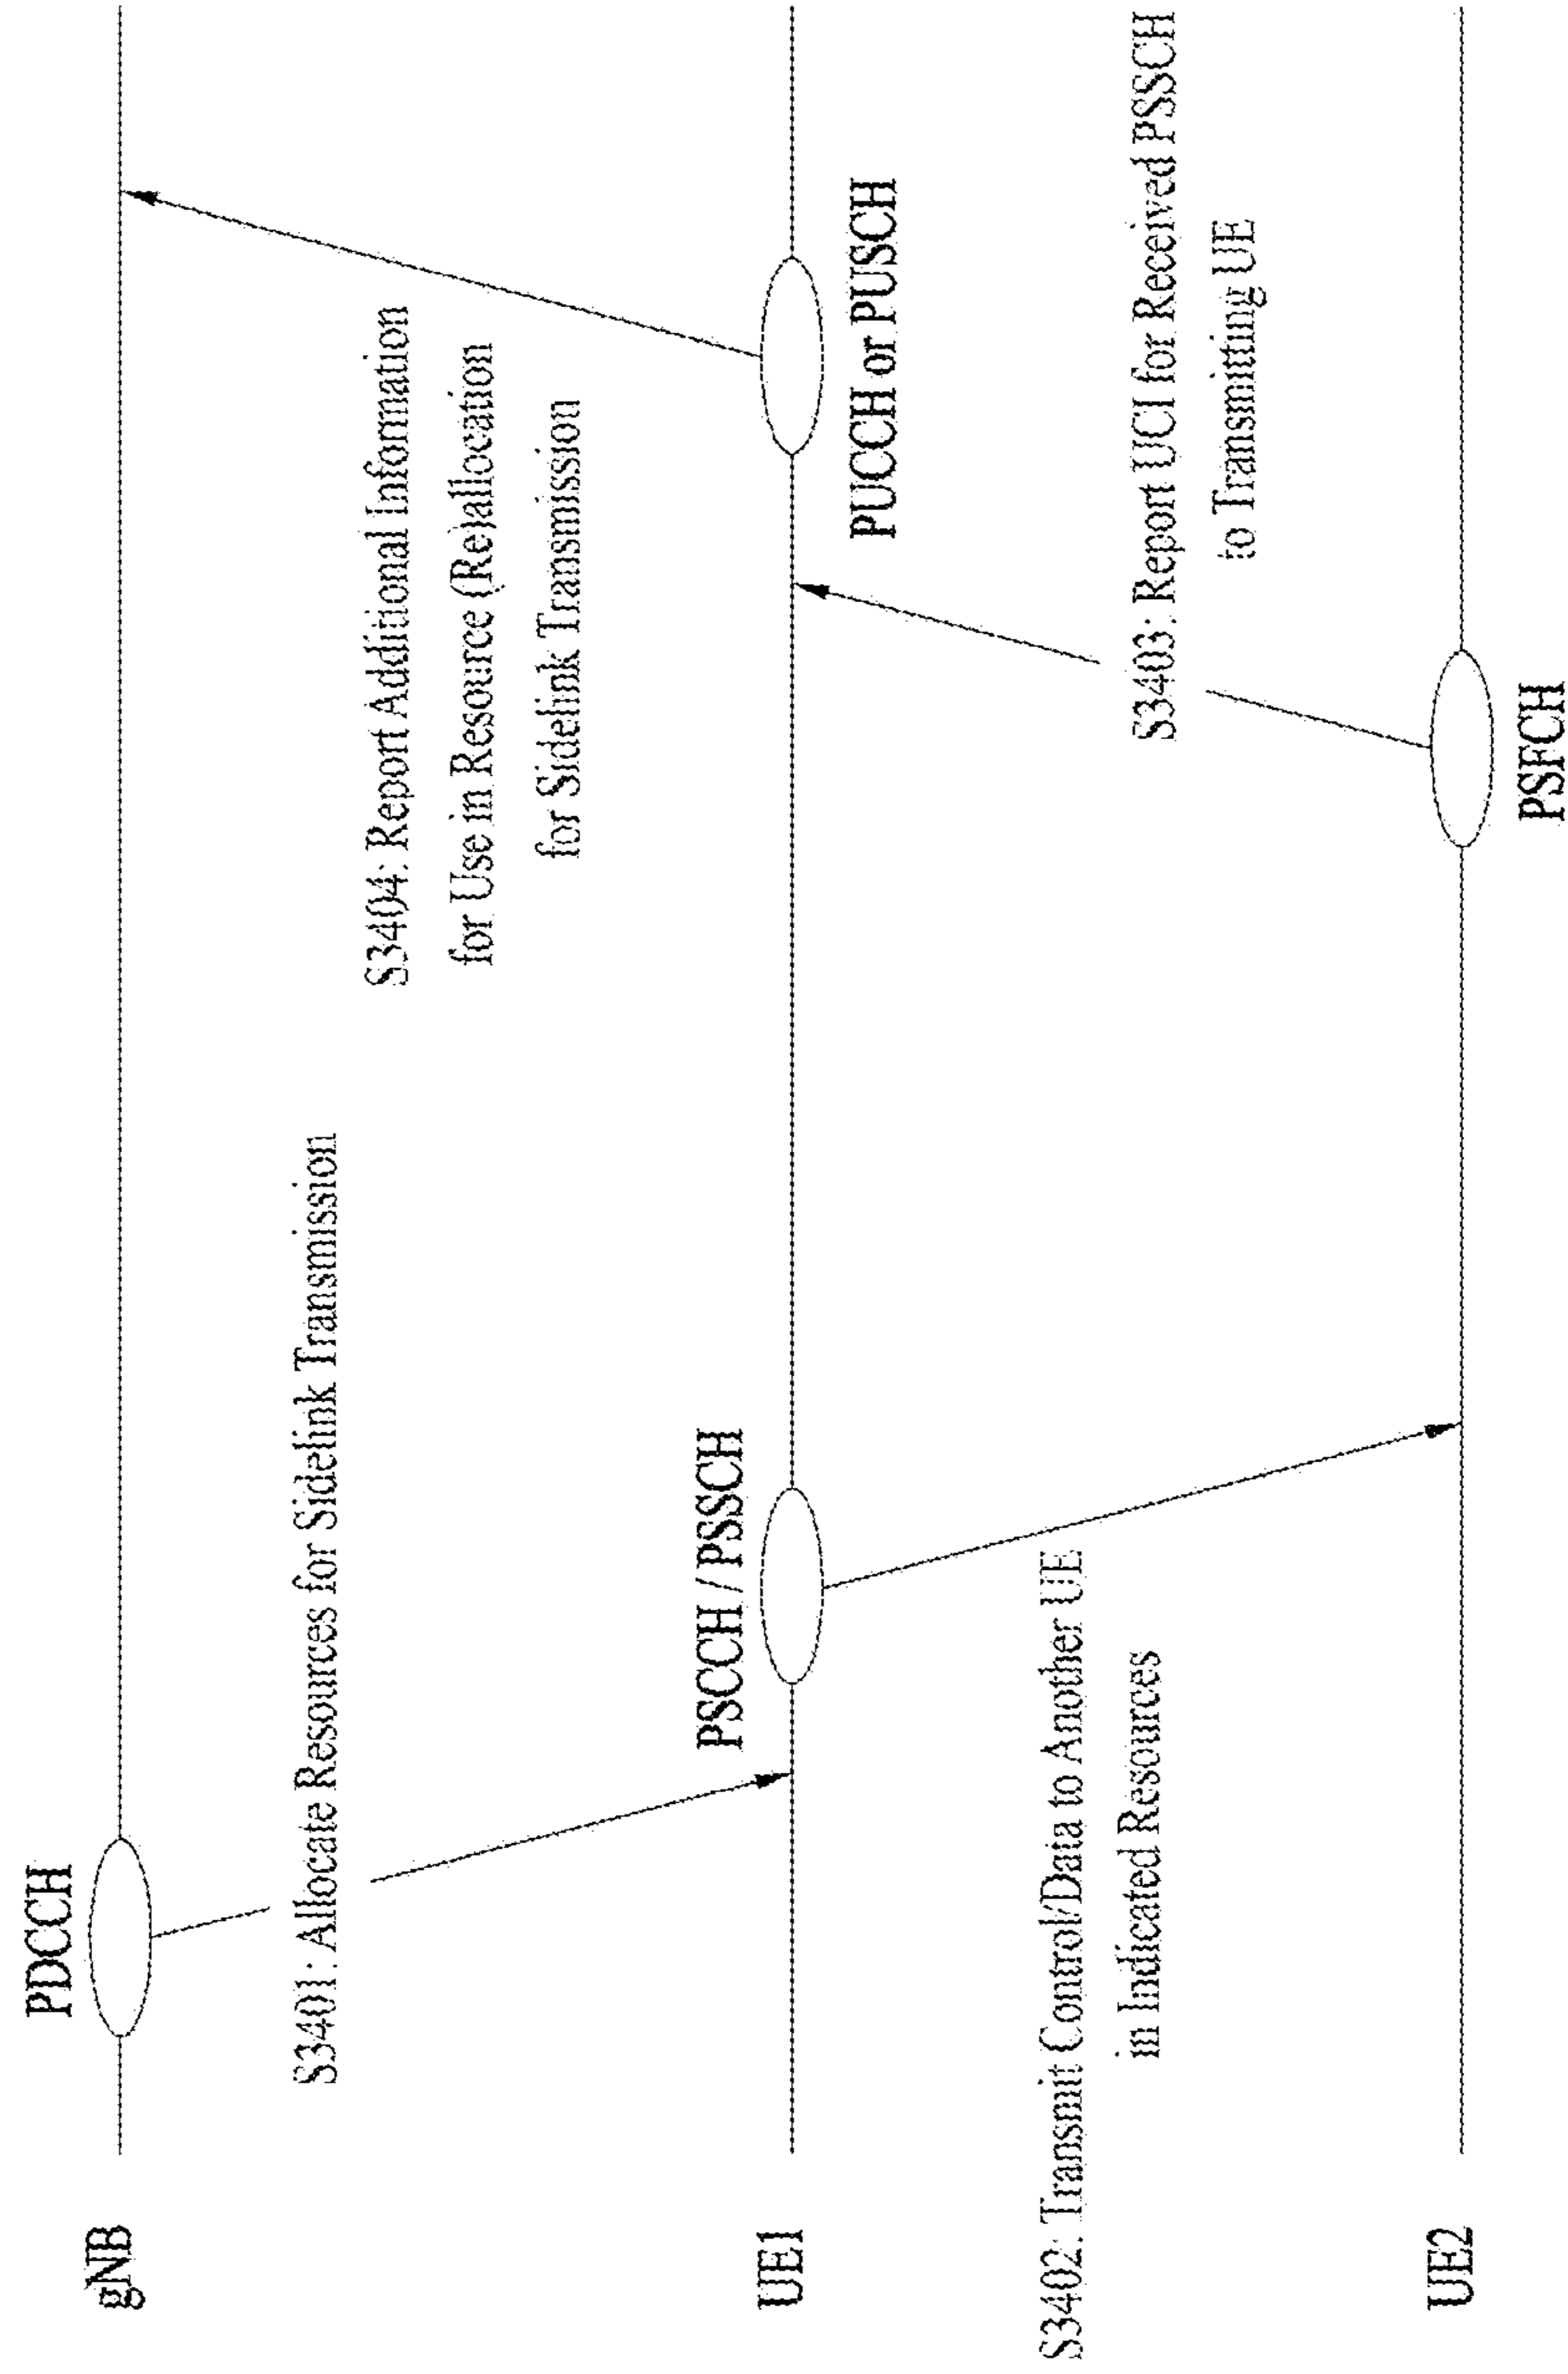 gNB
PDCCH
S3401: Allocate Resources for Sidelink Transmission
S3404: Report Additional Information
for Use in Resource (Re)allocation
for Sidelink Transmission
UE1
PSCCH / PSSCH
PUCCH or PUSCH
S3402: Transmit Control/Data to Another UE
in Indicated Resources
S3403: Report UCI for Received PSSCH
to Transmitting UE
UE2
PSFCH